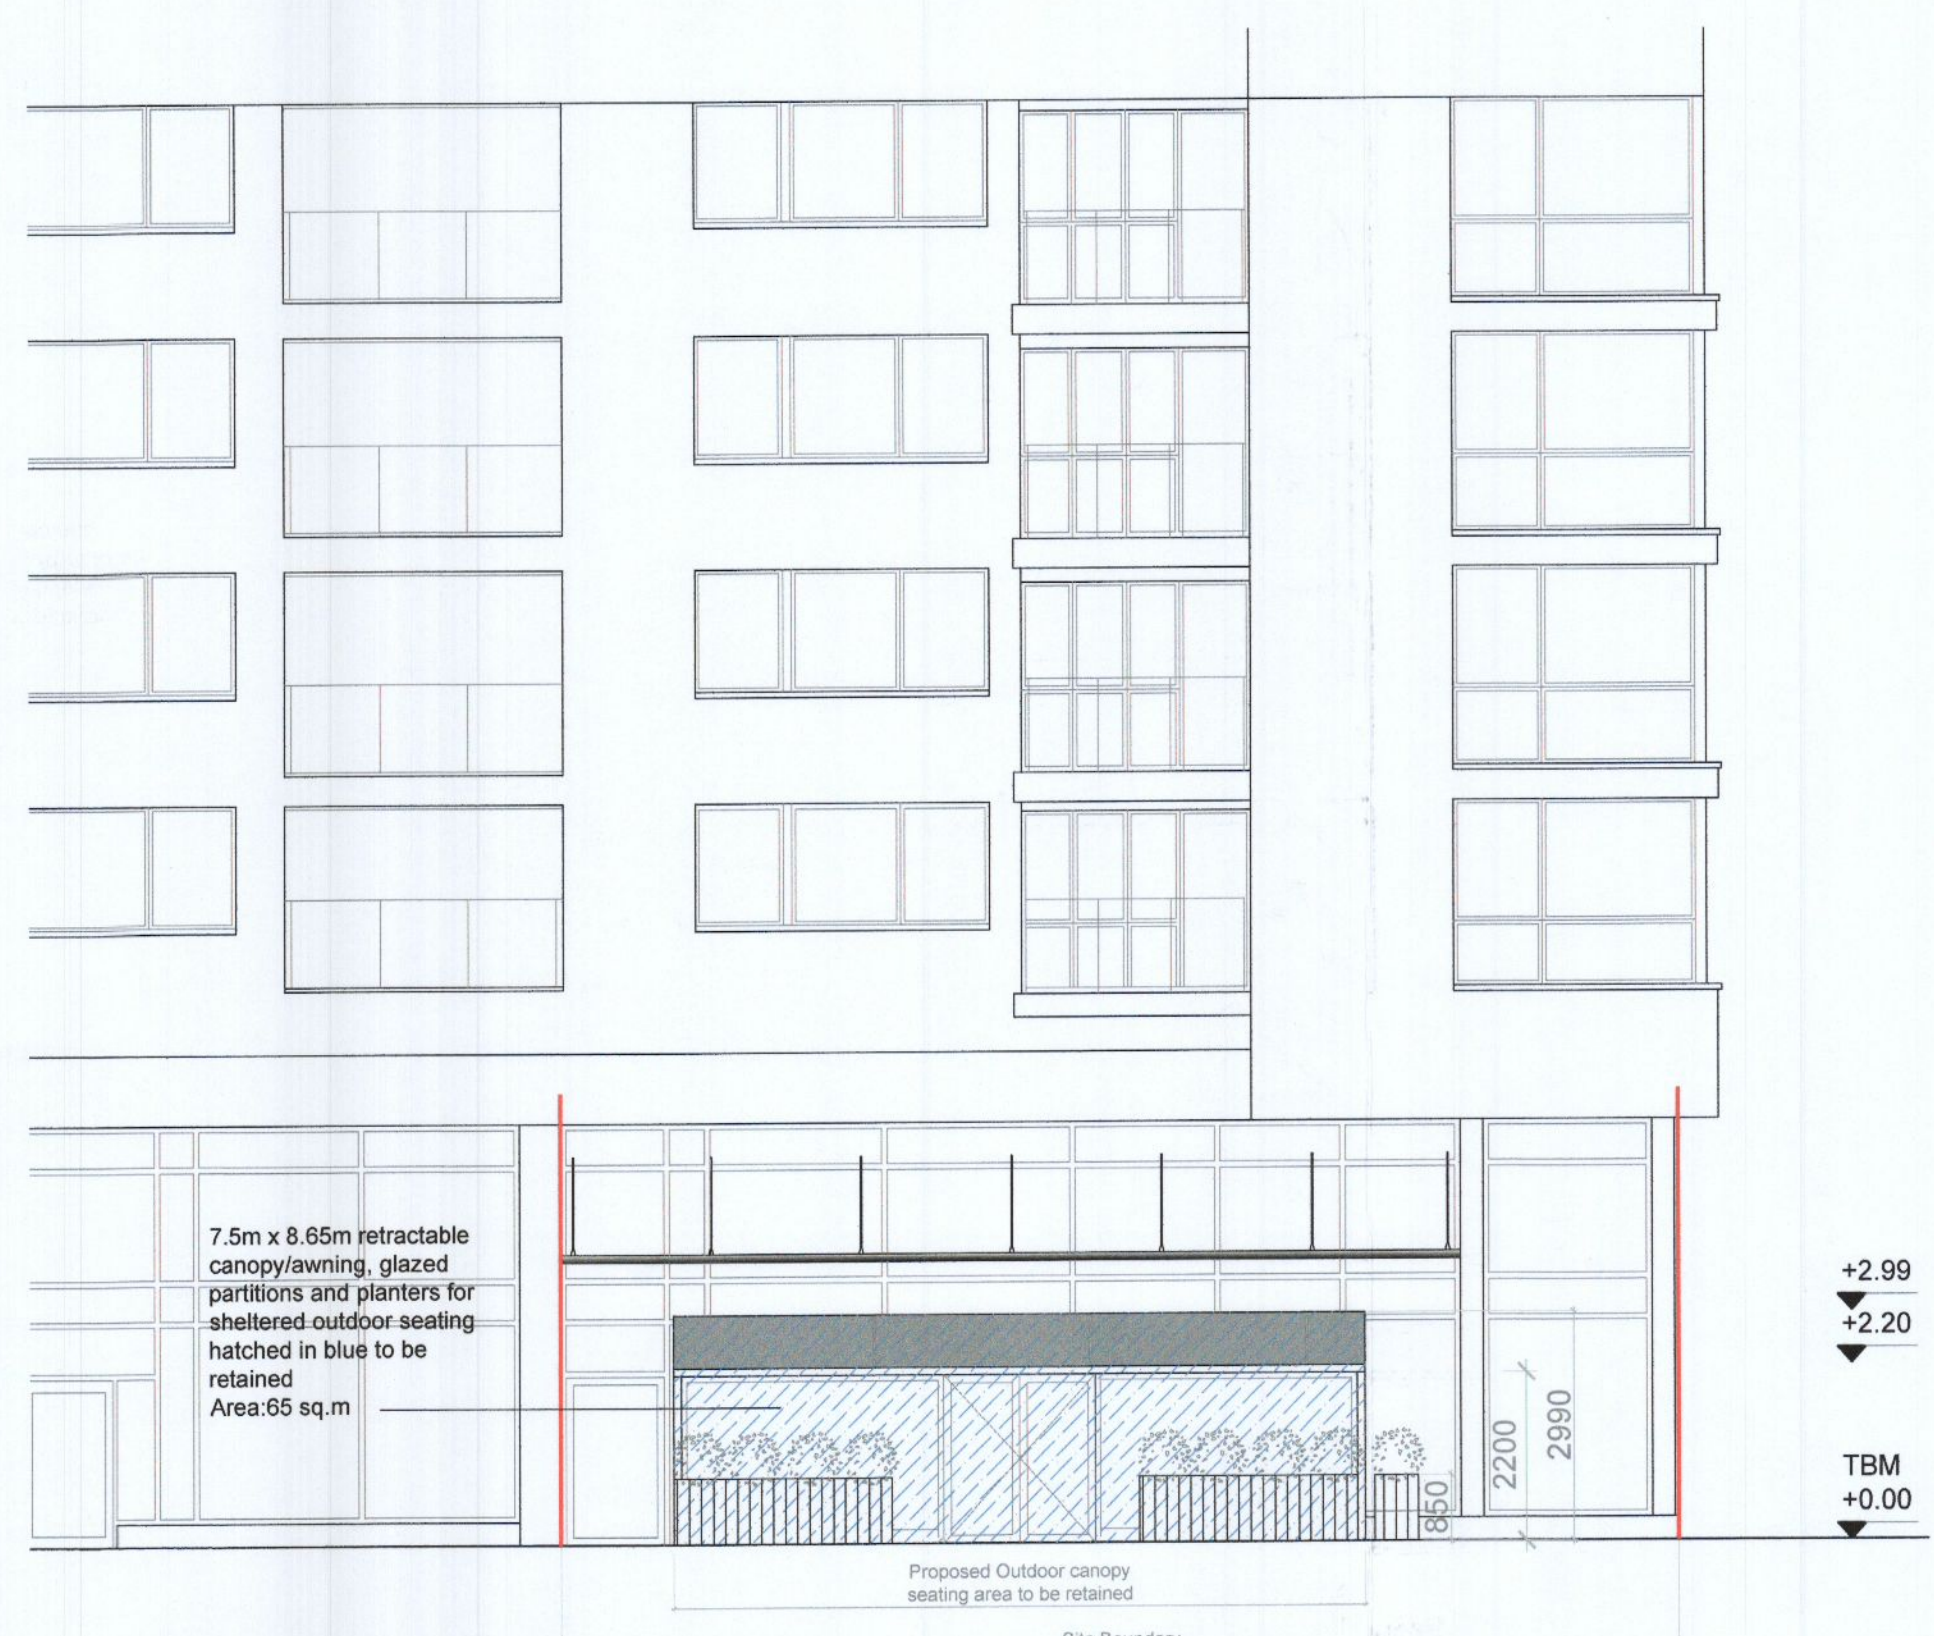 7.5m x 8.65m retractable
canopy/awning, glazed
partitions and planters for
sheltered outdoor seating
hatched in blue to be
retained
Area:65 sq.m
+2.99
+2.20
TBM
+0.00
850
2200
2990
Proposed Outdoor canopy
seating area to be retained
Site Boundary